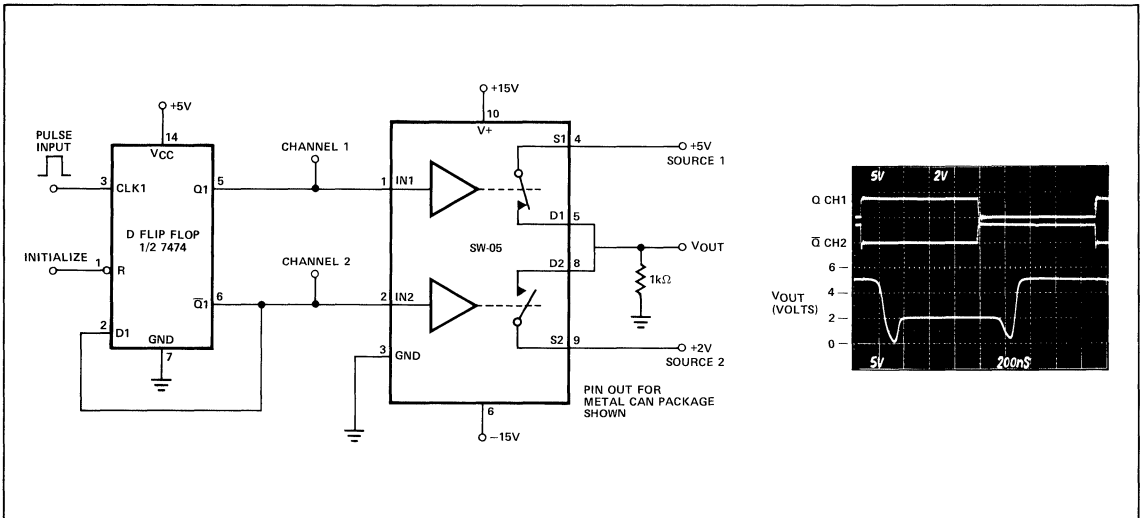 +15V
10
V+
+5V
14
VCC
PULSE
INPUT
3
CLK1
Q1
5
CHANNEL 1
1
IN1
S1
4
+5V
SOURCE 1
D1
5
D FLIP FLOP
1/2 7474
INITIALIZE
1
R
SW-05
VOUT
CHANNEL 2
D2
8
1kΩ
Q̅1
6
2
IN2
2
D1
GND
7
3
GND
S2
9
+2V
SOURCE 2
6
−15V
PIN OUT FOR
METAL CAN PACKAGE
SHOWN
5V 2V
Q CH1
Q̅ CH2
6
4
VOUT
(VOLTS)
2
0
5V 200nS